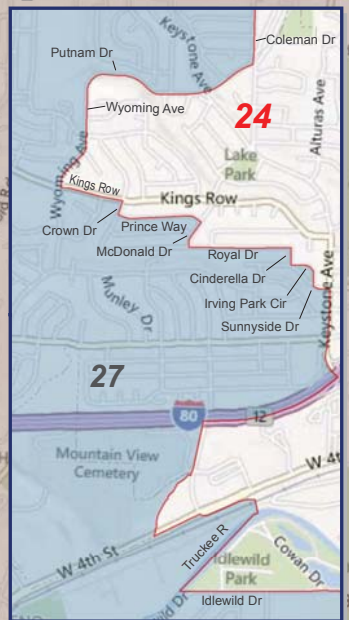 Coleman Dr
Keystone Ave
Putnam Dr
Wyoming Ave
24
Alturas Ave
Lake
Park
Wyoming Ave
Kings Row
Kings Row
Crown Dr
Prince Way
McDonald Dr
Royal Dr
Cinderella Dr
Irving Park Cir
Sunnyside Dr
Keystone Ave
Munley Dr
27
80
12
Mountain View
Cemetery
W 4th
W 4th St
Truckee R
Idlewild
Park
Cowan Dr
Idlewild Dr